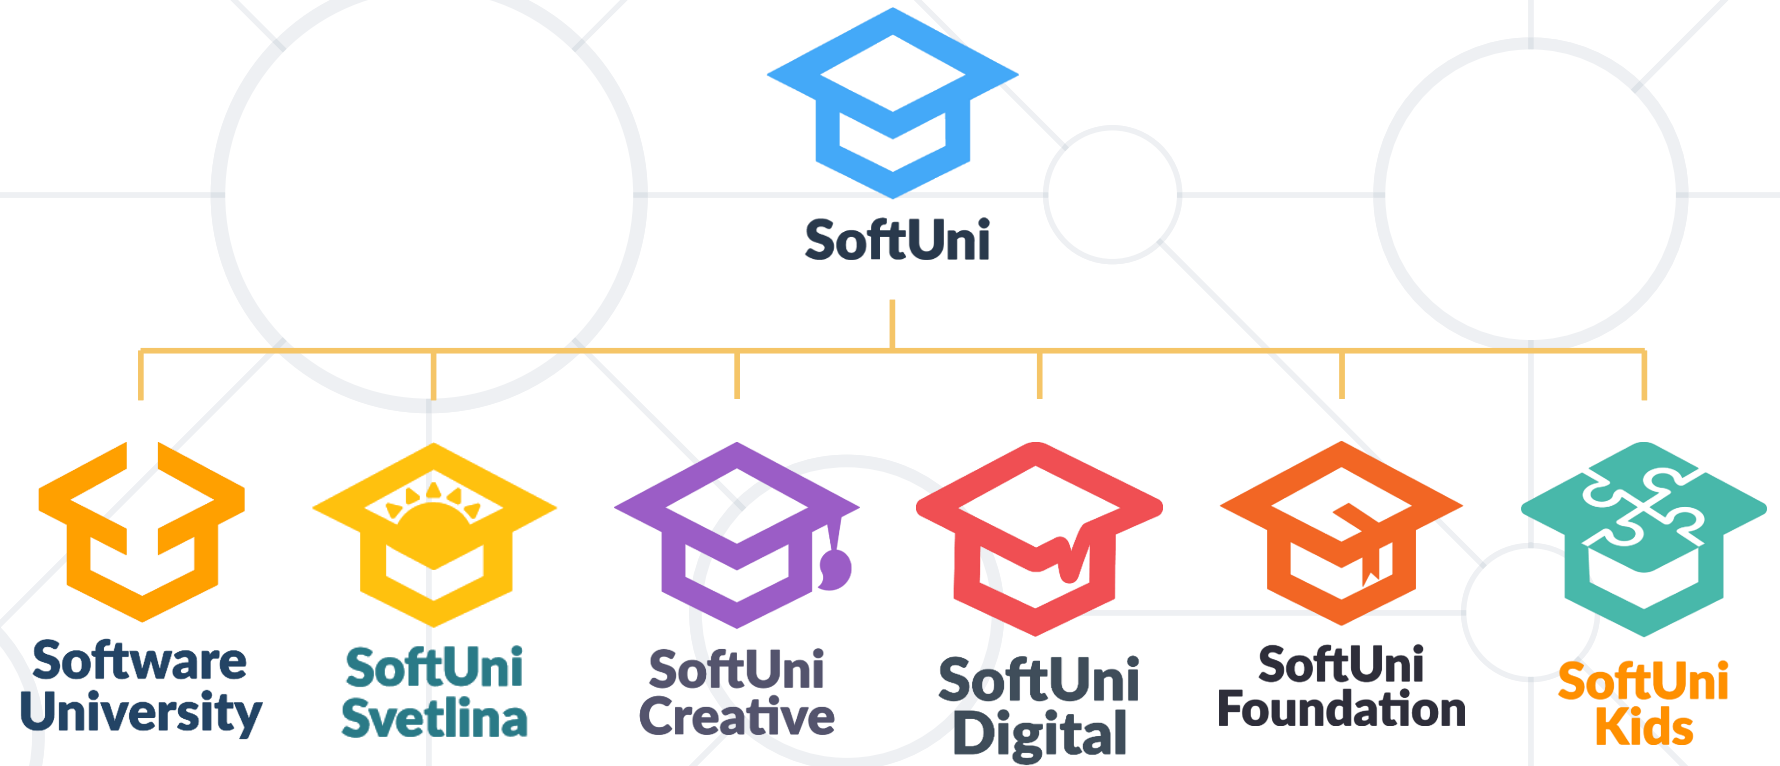 SoftUni
Software
University
SoftUni
Svetlina
SoftUni
Creative
SoftUni
Digital
SoftUni
Foundation
SoftUni
Kids